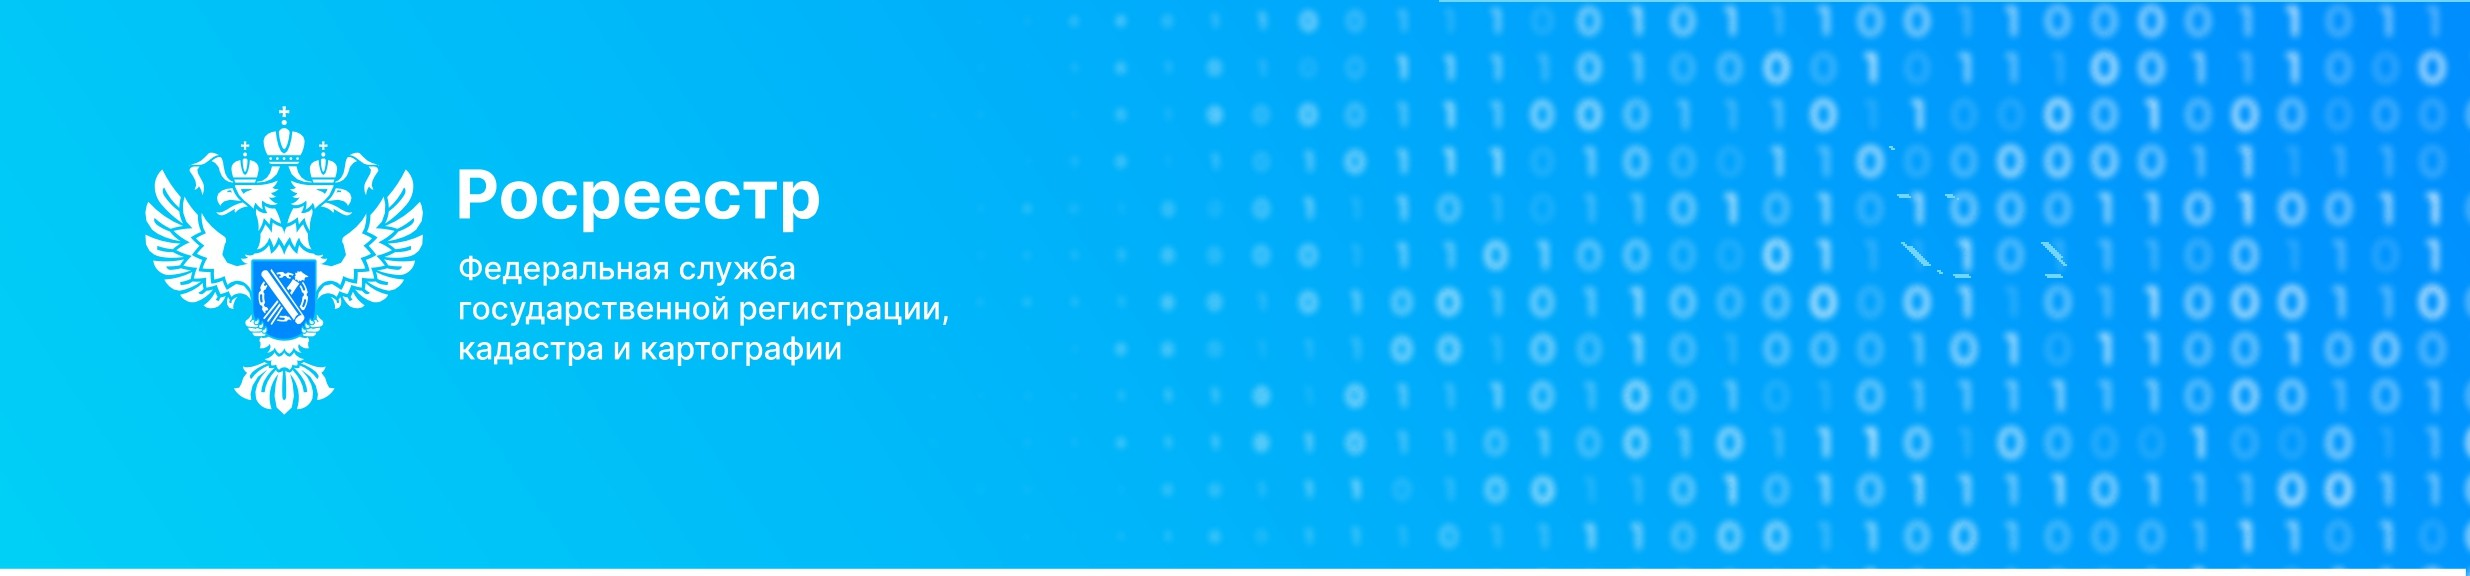 Росреестр
Федеральная служба
государственной регистрации,
кадастра и картографии